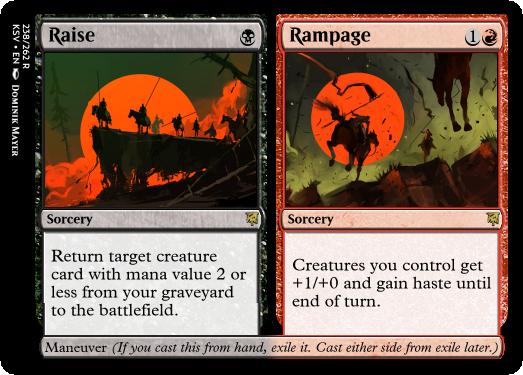 238/262 R
KSV • EN DOMINIK MAYER
Raise
Sorcery
Return target creature
card with mana value 2 or
less from your graveyard
to the battlefield.
Rampage 1
Sorcery
Creatures you control get
+1/+0 and gain haste until
end of turn.
Maneuver (If you cast this from hand, exile it. Cast either side from exile later.)